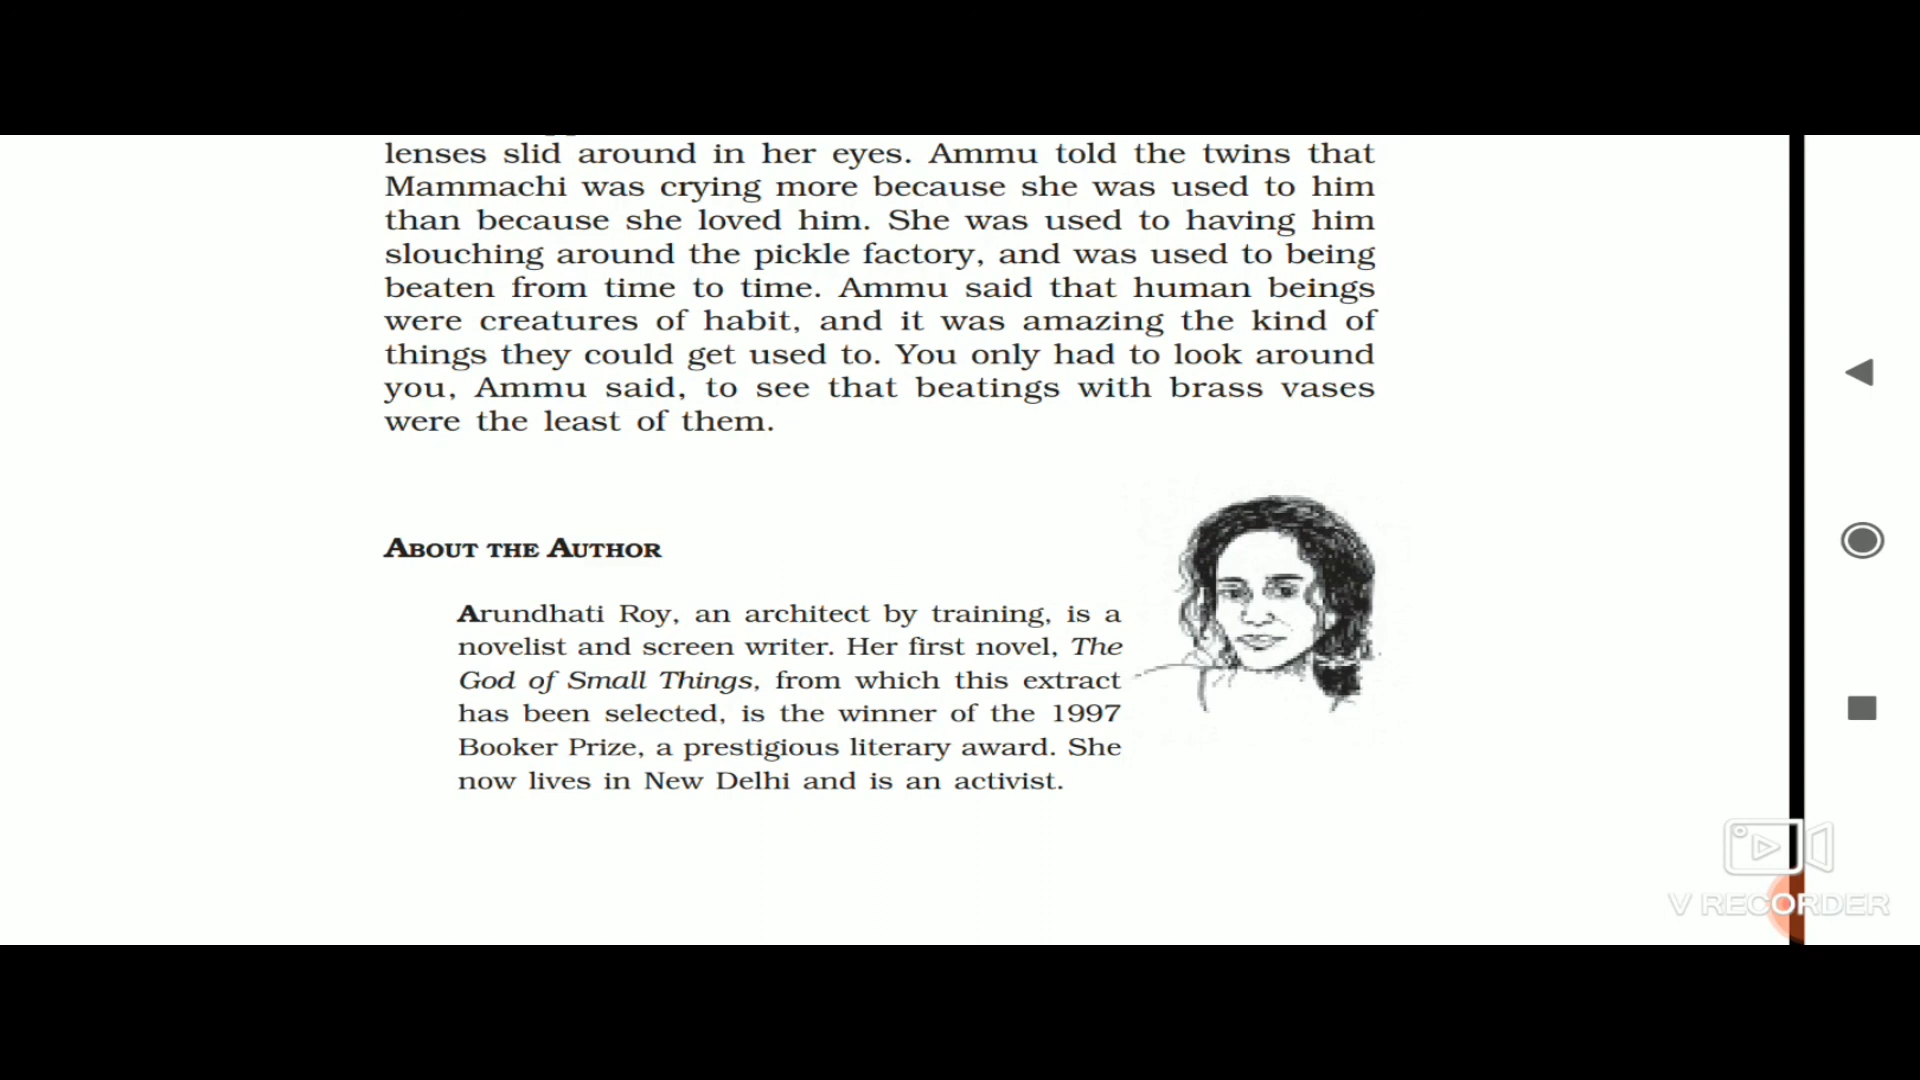 lenses slid around in her eyes. Ammu told the twins that
Mammachi was crying more because she was used to him
than because she loved him. She was used to having him
slouching around the pickle factory, and was used to being
beaten from time to time. Ammu said that human beings
were creatures of habit, and it was amazing the kind of
things they could get used to. You only had to look around
you, Ammu said, to see that beatings with brass vases
were the least of them.
ABOUT THE AUTHOR
Arundhati Roy, an architect by training, is a
novelist and screen writer. Her first novel, The
God of Small Things, from which this extract
has been selected, is the winner of the 1997
Booker Prize, a prestigious literary award. She
now lives in New Delhi and is an activist.
V RECORDER